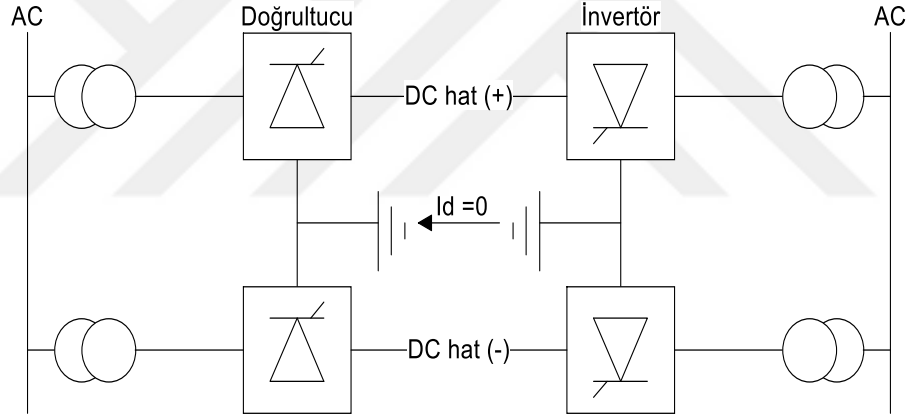 AC
Doğrultucu
İnvertör
AC
DC hat (+)
Id =0
DC hat (-)